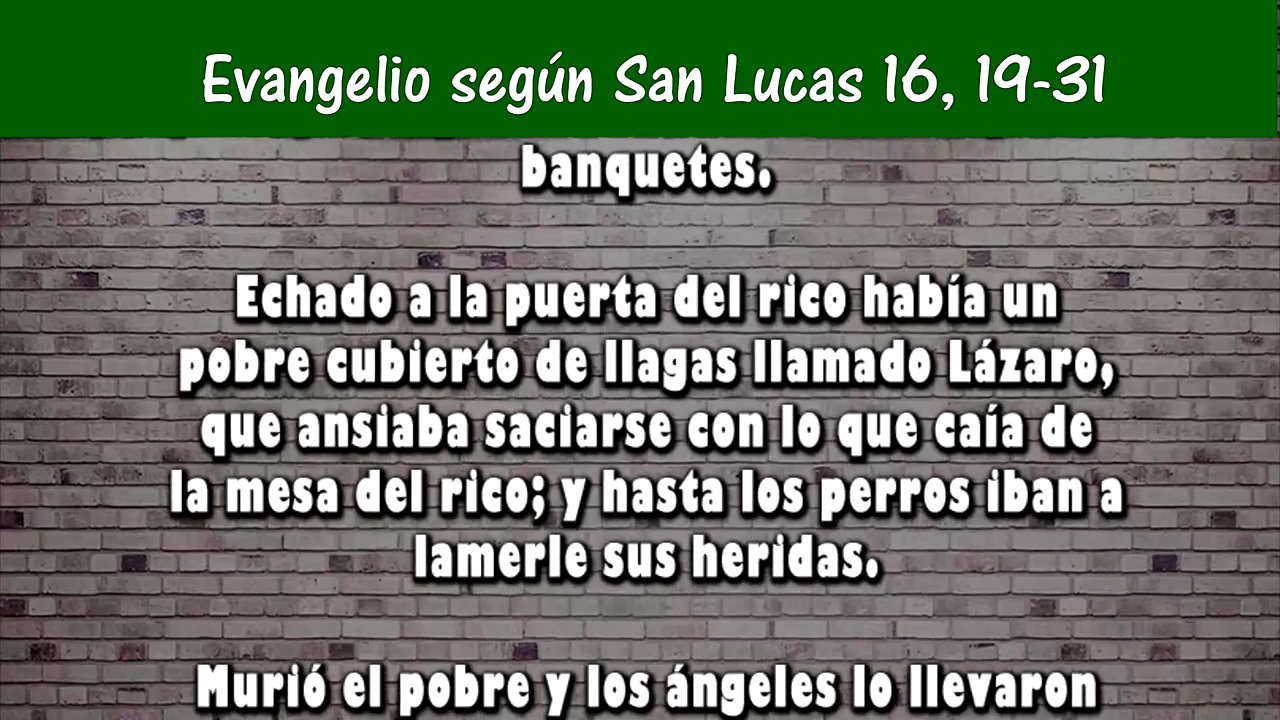 Evangelio según San Lucas 16, 19-31
banquetes.
Echado a la puerta del rico había un
pobre cubierto de llagas llamado Lázaro,
que ansiaba saciarse con lo que caía de
la mesa del rico; y hasta los perros iban a
lamerle sus heridas.
Murió el pobre y los ángeles lo llevaron